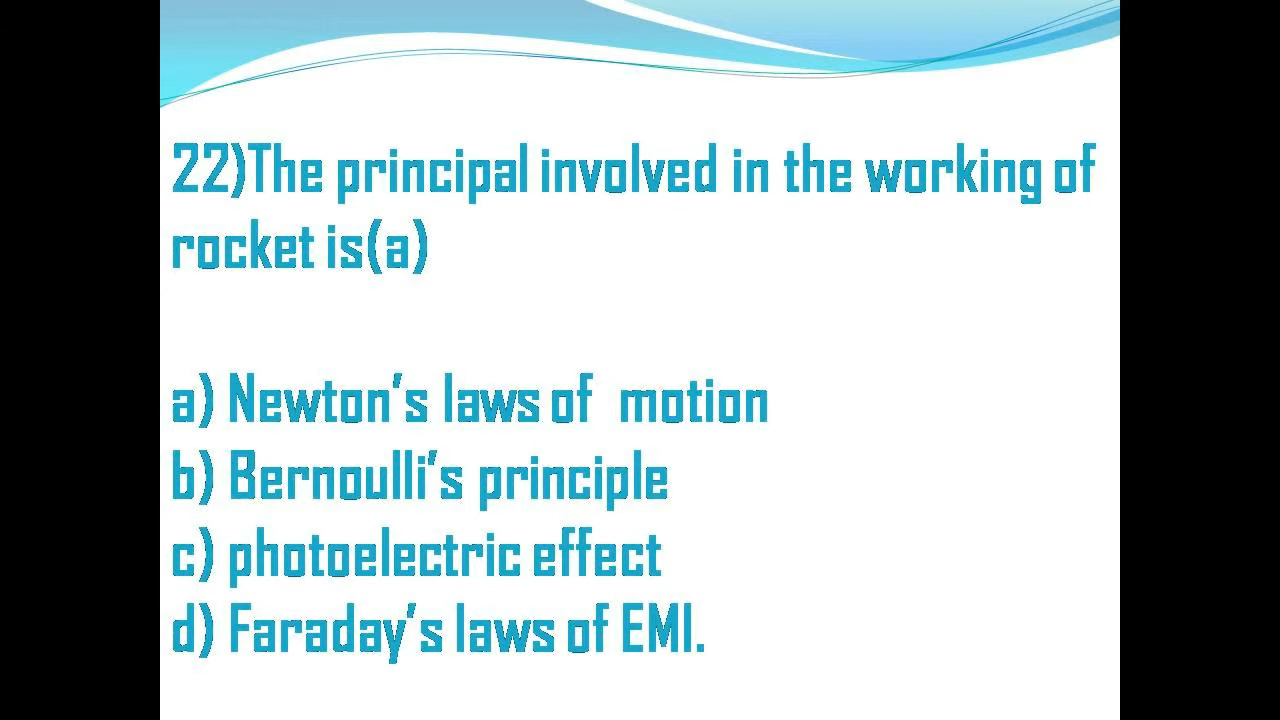 22)The principal involved in the working of
rocket is(a)
a) Newton's laws of  motion
b) Bernoulli's principle
c) photoelectric effect
d) Faraday's laws of EMI.